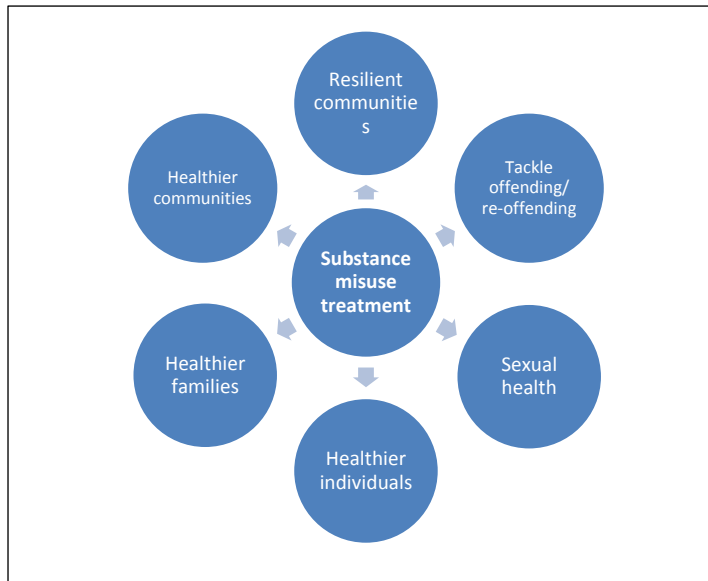 Resilient
communitie
s
Tackle
offending/
re-offending
Sexual
health
Healthier
individuals
Healthier
families
Healthier
communities
Substance
misuse
treatment